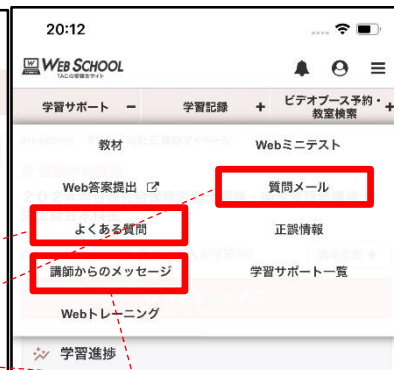 20:12
WEB SCHOOL
TACの受講生サイト
学習サポート － 学習記録 ＋ ビデオブース予約・教室検索 ＋
教材 Webミニテスト
Web答案提出 質問メール
よくある質問 正誤情報
講師からのメッセージ 学習サポート一覧
Webトレーニング
学習進捗